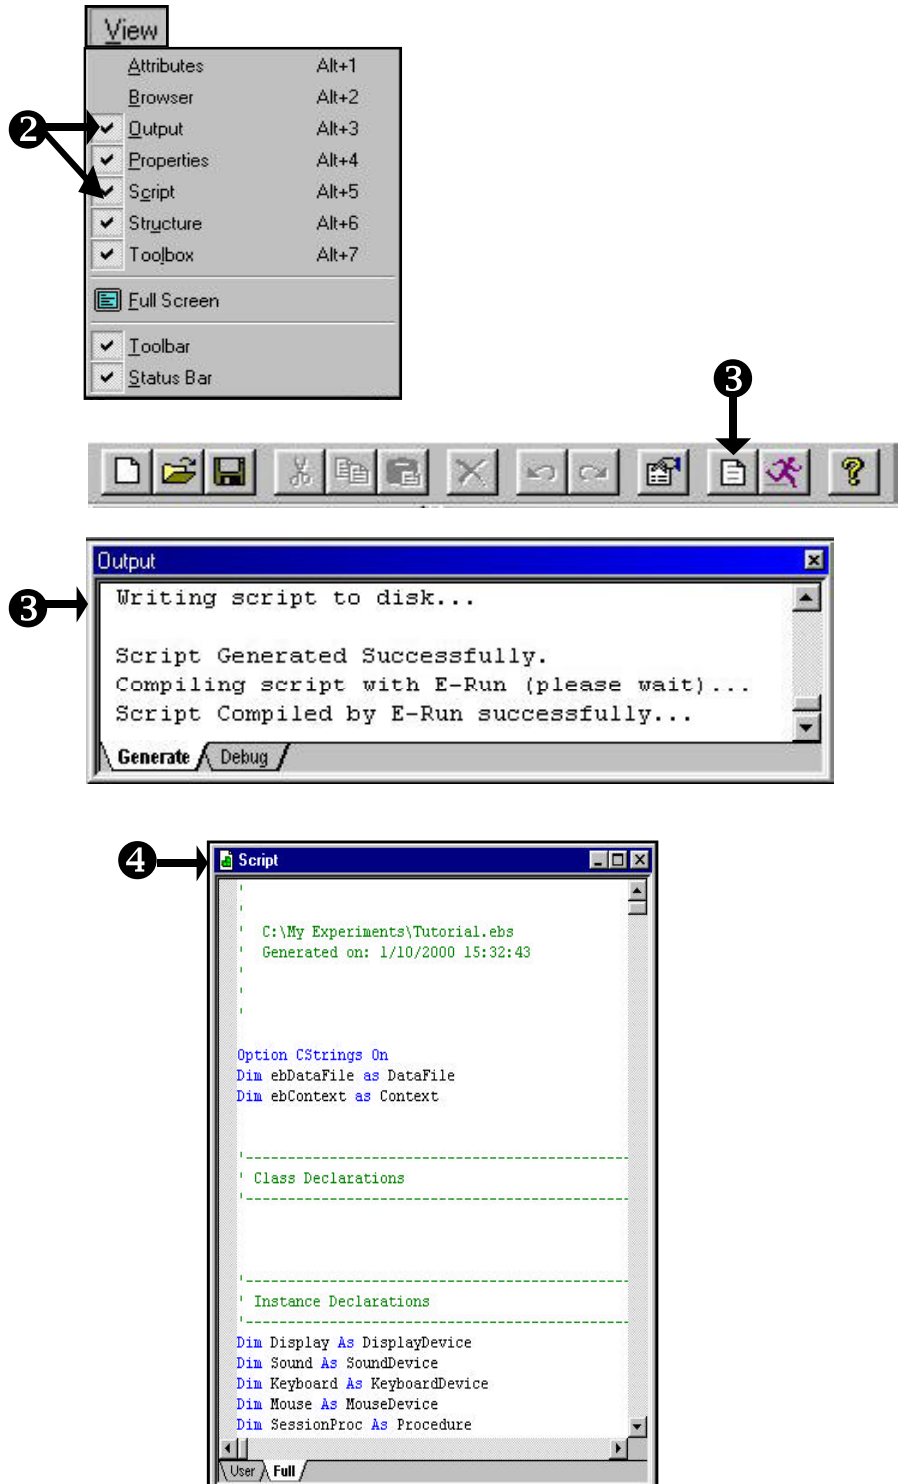 View
Attributes Alt+1
Browser Alt+2
2
Output Alt+3
Properties Alt+4
Script Alt+5
Structure Alt+6
Toolbox Alt+7
Full Screen
Toolbar
Status Bar
3
?
Output
3
Writing script to disk...
Script Generated Successfully.
Compiling script with E-Run (please wait)...
Script Compiled by E-Run successfully...
Generate Debug
4
Script
'
'
' C:\My Experiments\Tutorial.ebs
' Generated on: 1/10/2000 15:32:43
'
'
'
Option CStrings On
Dim ebDataFile as DataFile
Dim ebContext as Context
'-----------------------------------------------
' Class Declarations
'-----------------------------------------------
'-----------------------------------------------
' Instance Declarations
'-----------------------------------------------
Dim Display As DisplayDevice
Dim Sound As SoundDevice
Dim Keyboard As KeyboardDevice
Dim Mouse As MouseDevice
Dim SessionProc As Procedure
User Full